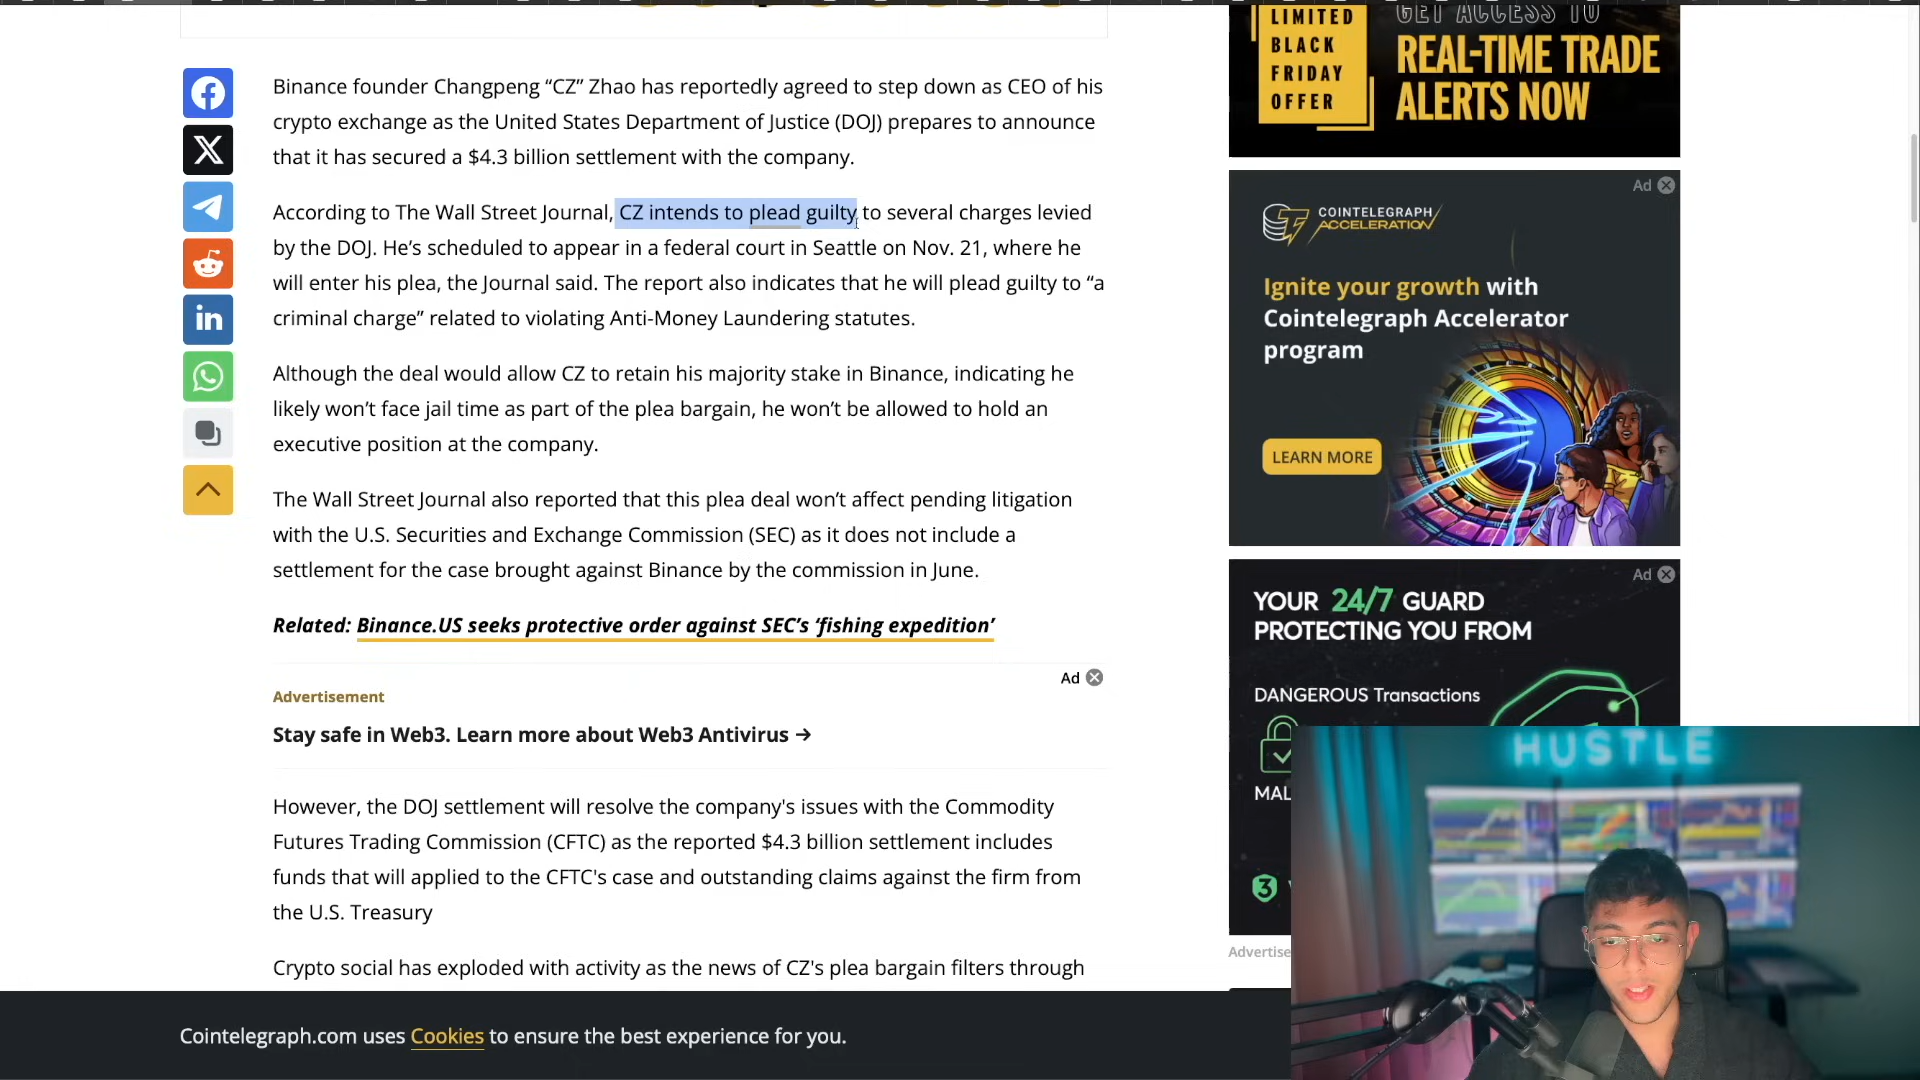 Binance founder Changpeng “CZ” Zhao has reportedly agreed to step down as CEO of his
crypto exchange as the United States Department of Justice (DOJ) prepares to announce
that it has secured a $4.3 billion settlement with the company.
According to The Wall Street Journal, CZ intends to plead guilty to several charges levied
by the DOJ. He’s scheduled to appear in a federal court in Seattle on Nov. 21, where he
will enter his plea, the Journal said. The report also indicates that he will plead guilty to “a
criminal charge” related to violating Anti-Money Laundering statutes.
Although the deal would allow CZ to retain his majority stake in Binance, indicating he
likely won’t face jail time as part of the plea bargain, he won’t be allowed to hold an
executive position at the company.
The Wall Street Journal also reported that this plea deal won’t affect pending litigation
with the U.S. Securities and Exchange Commission (SEC) as it does not include a
settlement for the case brought against Binance by the commission in June.
Related: Binance.US seeks protective order against SEC’s ‘fishing expedition’
Ad
Advertisement
Stay safe in Web3. Learn more about Web3 Antivirus →
However, the DOJ settlement will resolve the company's issues with the Commodity
Futures Trading Commission (CFTC) as the reported $4.3 billion settlement includes
funds that will applied to the CFTC's case and outstanding claims against the firm from
the U.S. Treasury
Crypto social has exploded with activity as the news of CZ's plea bargain filters through
Cointelegraph.com uses Cookies to ensure the best experience for you.
LIMITED
BLACK
FRIDAY
OFFER
GET ACCESS TO
REAL-TIME TRADE
ALERTS NOW
Ad
COINTELEGRAPH
ACCELERATION
Ignite your growth with
Cointelegraph Accelerator
program
LEARN MORE
Ad
YOUR 24/7 GUARD
PROTECTING YOU FROM
DANGEROUS Transactions
MAL
3
Advertise
HUSTLE